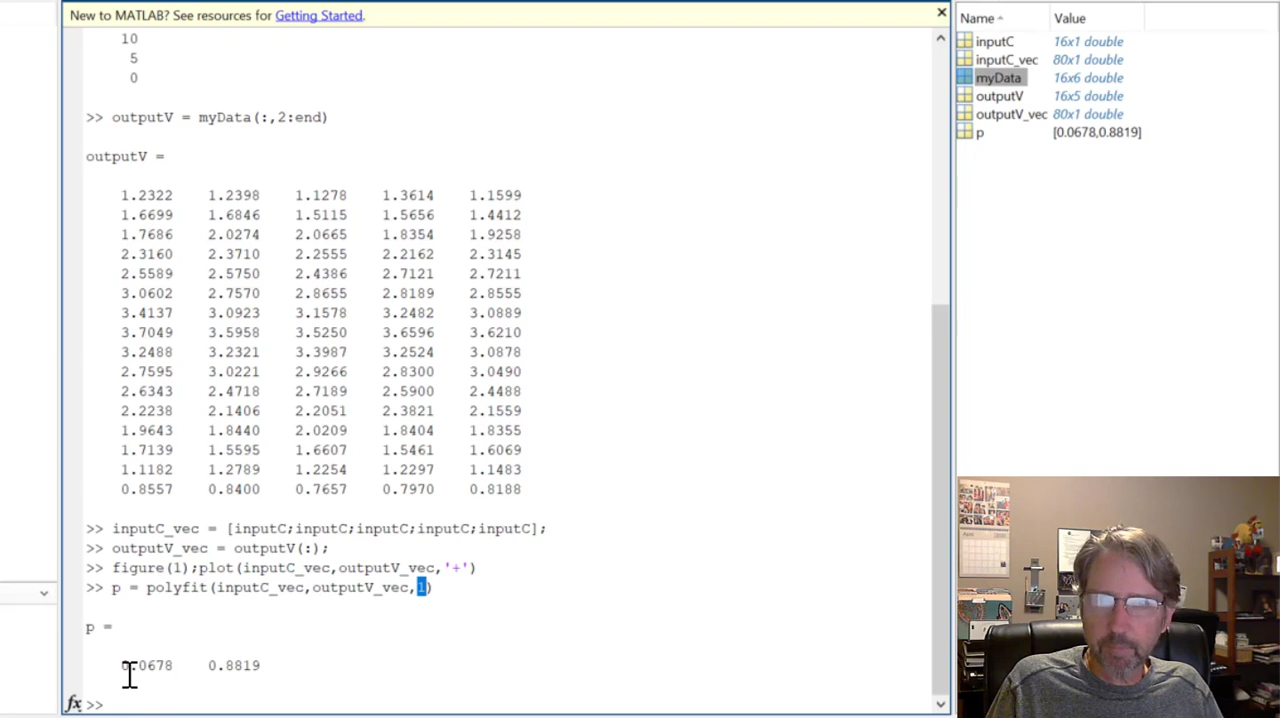 New to MATLAB? See resources for Getting Started.
10
5
0
>> outputV = myData(:,2:end)
outputV =
1.2322 1.2398 1.1278 1.3614 1.1599
1.6699 1.6846 1.5115 1.5656 1.4412
1.7686 2.0274 2.0665 1.8354 1.9258
2.3160 2.3710 2.2555 2.2162 2.3145
2.5589 2.5750 2.4386 2.7121 2.7211
3.0602 2.7570 2.8655 2.8189 2.8555
3.4137 3.0923 3.1578 3.2482 3.0889
3.7049 3.5958 3.5250 3.6596 3.6210
3.2488 3.2321 3.3987 3.2524 3.0878
2.7595 3.0221 2.9266 2.8300 3.0490
2.6343 2.4718 2.7189 2.5900 2.4488
2.2238 2.1406 2.2051 2.3821 2.1559
1.9643 1.8440 2.0209 1.8404 1.8355
1.7139 1.5595 1.6607 1.5461 1.6069
1.1182 1.2789 1.2254 1.2297 1.1483
0.8557 0.8400 0.7657 0.7970 0.8188
>> inputC_vec = [inputC;inputC;inputC;inputC;inputC];
>> outputV_vec = outputV(:);
>> figure(1);plot(inputC_vec,outputV_vec,'+')
>> p = polyfit(inputC_vec,outputV_vec,1)
p =
0.0678 0.8819
fx >>
Name Value
inputC 16x1 double
inputC_vec 80x1 double
myData 16x6 double
outputV 16x5 double
outputV_vec 80x1 double
p [0.0678,0.8819]